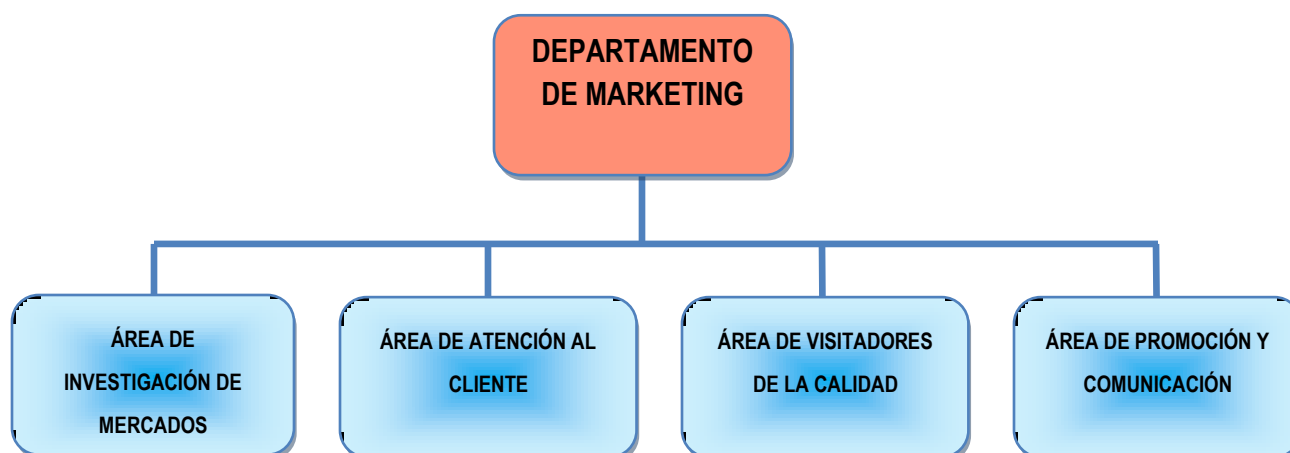 DEPARTAMENTO
DE MARKETING
ÁREA DE
INVESTIGACIÓN DE
MERCADOS
ÁREA DE ATENCIÓN AL
CLIENTE
ÁREA DE VISITADORES
DE LA CALIDAD
ÁREA DE PROMOCIÓN Y
COMUNICACIÓN